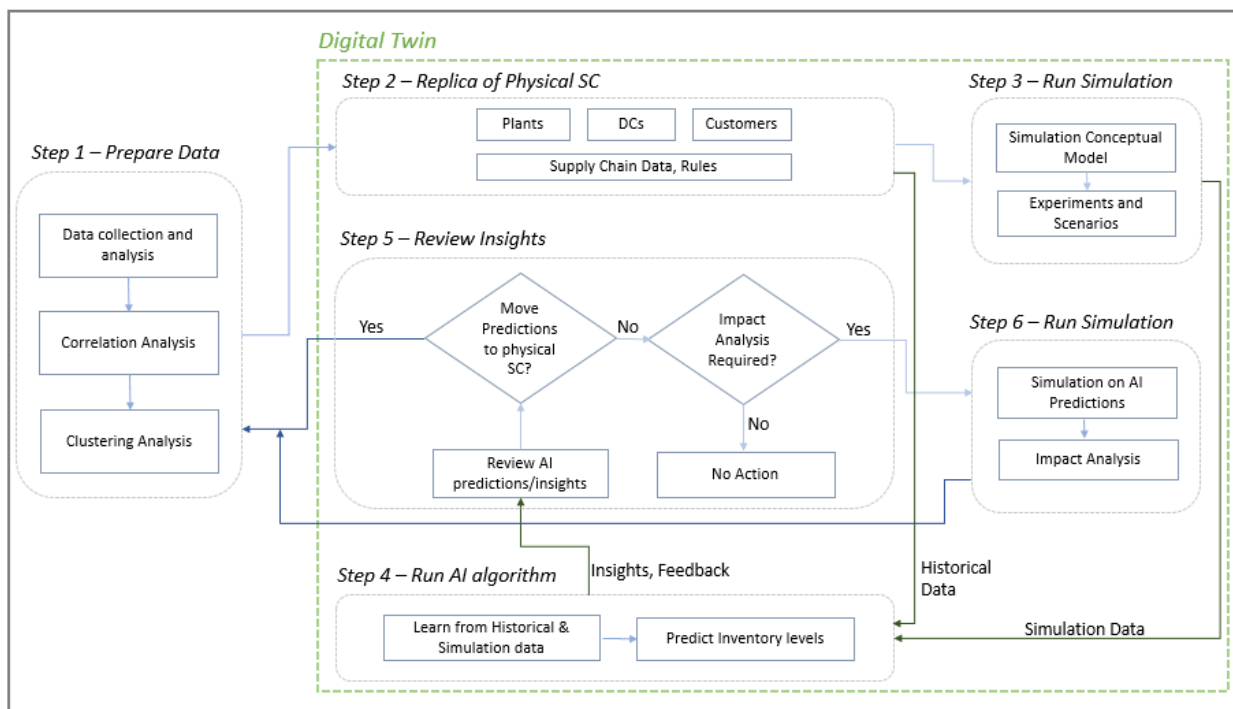 Digital Twin
Step 1 – Prepare Data
Data collection and
analysis
Correlation Analysis
Clustering Analysis
Step 2 – Replica of Physical SC
Plants
DCs
Customers
Supply Chain Data, Rules
Step 3 – Run Simulation
Simulation Conceptual
Model
Experiments and
Scenarios
Step 5 – Review Insights
Yes
Move
Predictions
to physical
SC?
No
Impact
Analysis
Required?
Yes
No
Review AI
predictions/insights
No Action
Step 6 – Run Simulation
Simulation on AI
Predictions
Impact Analysis
Step 4 – Run AI algorithm
Insights, Feedback
Historical
Data
Learn from Historical &
Simulation data
Predict Inventory levels
Simulation Data